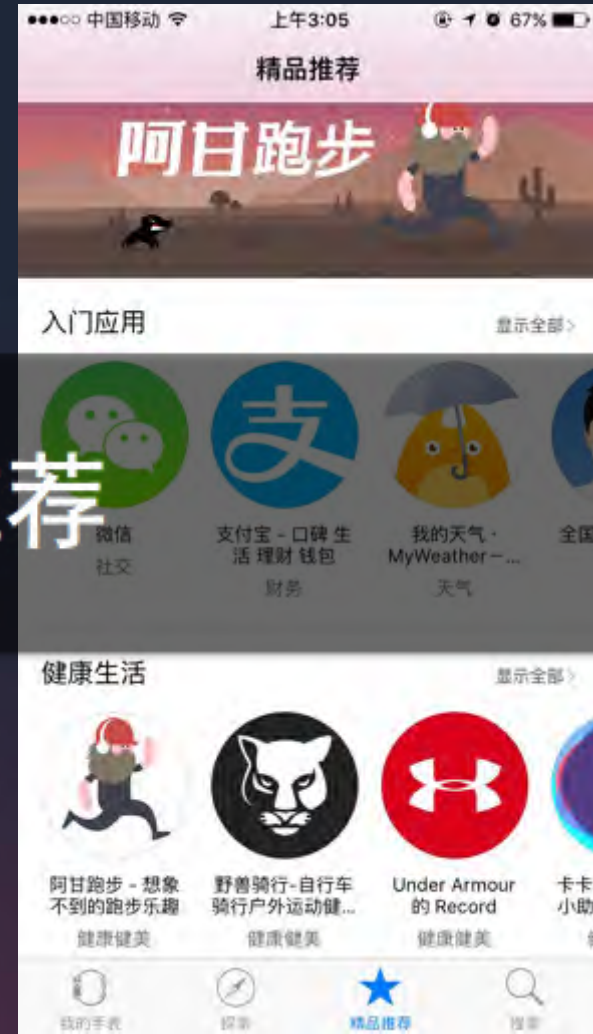 中国移动 上午3:05 67%
精品推荐
阿甘跑步
入门应用 显示全部>
荐
微信
社交
支付宝 - 口碑 生
活 理财 钱包
财务
我的天气 ·
MyWeather－...
天气
全国
健康生活 显示全部>
阿甘跑步 - 想象
不到的跑步乐趣
健康健美
野兽骑行-自行车
骑行户外运动健...
健康健美
Under Armour
的 Record
健康健美
卡卡
小助
我的手表 探索 精品推荐 搜索